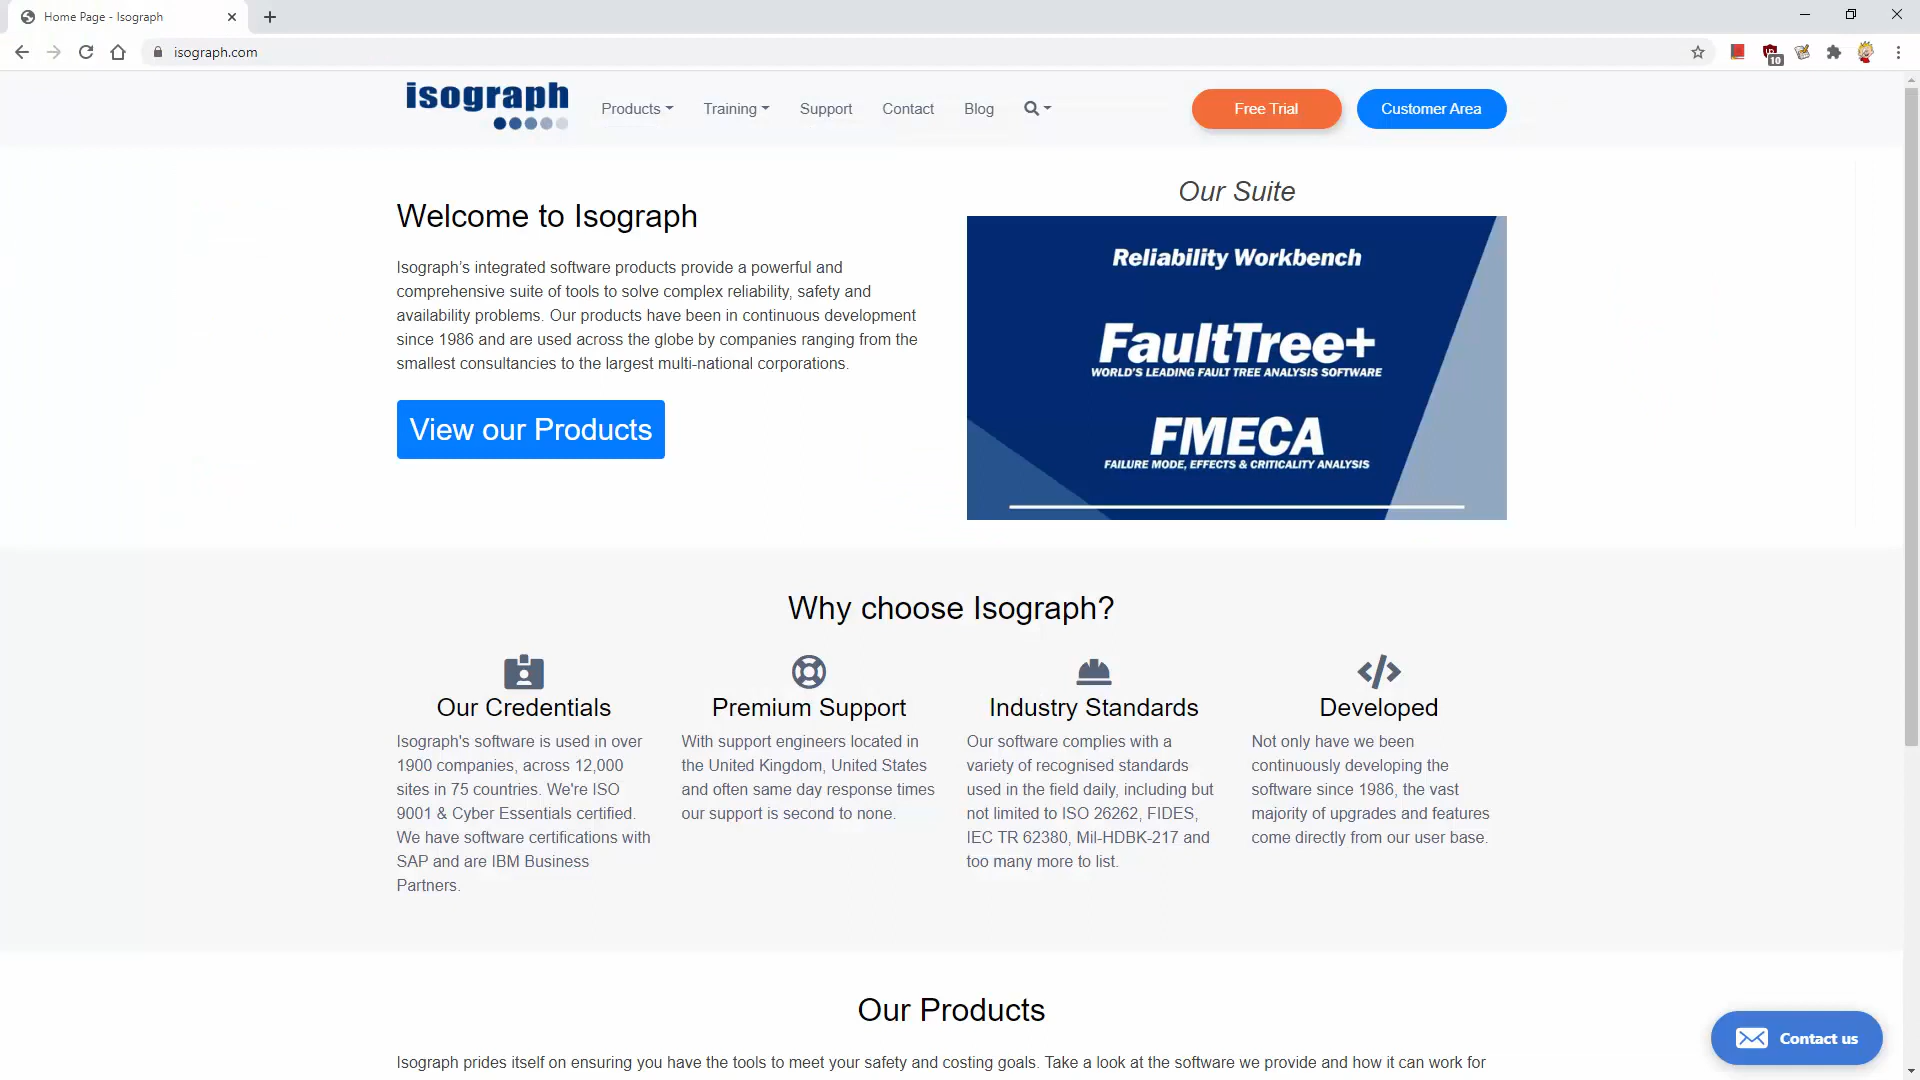 Home Page - Isograph
isograph.com
10
isograph
Products
Training
Support
Contact
Blog
Free Trial
Customer Area
Our Suite
Welcome to Isograph
Isograph’s integrated software products provide a powerful and
comprehensive suite of tools to solve complex reliability, safety and
availability problems. Our products have been in continuous development
since 1986 and are used across the globe by companies ranging from the
smallest consultancies to the largest multi-national corporations.
View our Products
Reliability Workbench
FaultTree+
WORLD'S LEADING FAULT TREE ANALYSIS SOFTWARE
FMECA
FAILURE MODE, EFFECTS & CRITICALITY ANALYSIS
Why choose Isograph?
Our Credentials
Isograph's software is used in over
1900 companies, across 12,000
sites in 75 countries. We're ISO
9001 & Cyber Essentials certified.
We have software certifications with
SAP and are IBM Business
Partners.
Premium Support
With support engineers located in
the United Kingdom, United States
and often same day response times
our support is second to none.
Industry Standards
Our software complies with a
variety of recognised standards
used in the field daily, including but
not limited to ISO 26262, FIDES,
IEC TR 62380, Mil-HDBK-217 and
too many more to list.
Developed
Not only have we been
continuously developing the
software since 1986, the vast
majority of upgrades and features
come directly from our user base.
Our Products
Isograph prides itself on ensuring you have the tools to meet your safety and costing goals. Take a look at the software we provide and how it can work for
Contact us